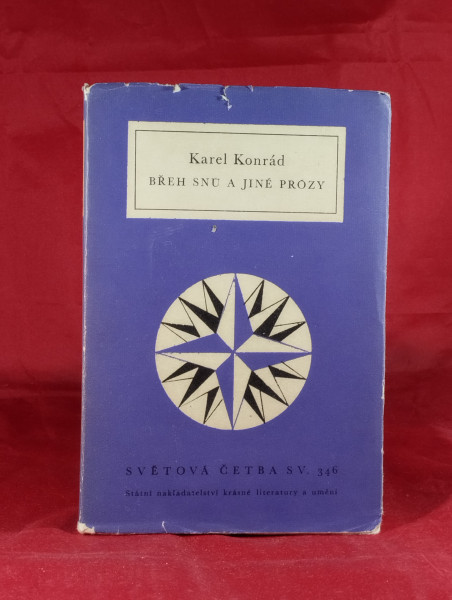 Karel Konrád
BŘEH SNŮ A JINÉ PRÓZY
SVĚTOVÁ ČETBA SV. 346
Státní nakladatelství krásné literatury a umění